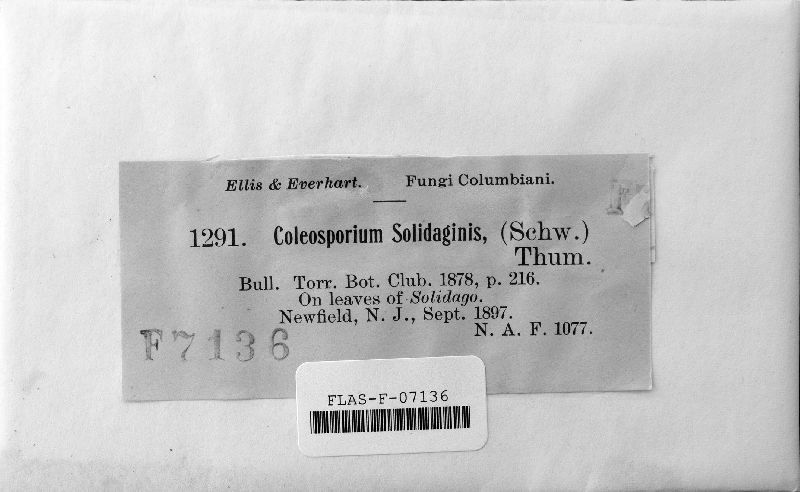 Ellis & Everhart. Fungi Columbiani.
1291. Coleosporium Solidaginis, (Schw.)
Thum.
Bull. Torr. Bot. Club. 1878, p. 216.
On leaves of Solidago.
Newfield, N. J., Sept. 1897.
N. A. F. 1077.
F7136
FLAS-F-07136